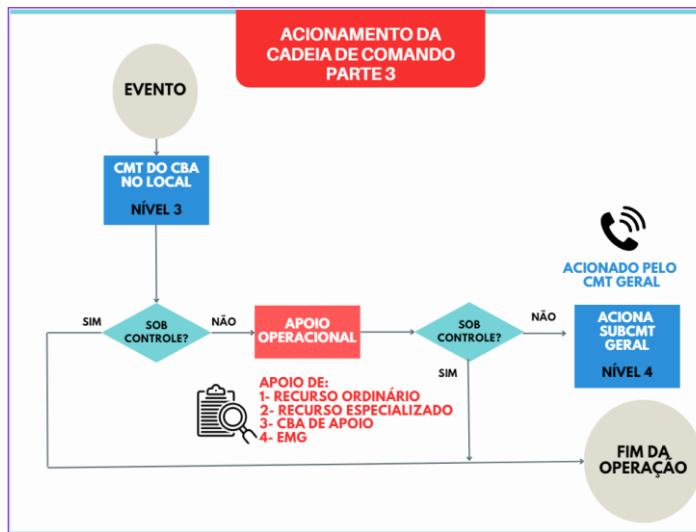 ACIONAMENTO DA
CADEIA DE COMANDO
PARTE 3
EVENTO
CMT DO CBA
NO LOCAL
NÍVEL 3
ACIONADO PELO
CMT GERAL
SIM
SOB
CONTROLE?
NÃO
APOIO
OPERACIONAL
SOB
CONTROLE?
NÃO
ACIONA
SUBCMT
GERAL
NÍVEL 4
SIM
APOIO DE:
1- RECURSO ORDINÁRIO
2- RECURSO ESPECIALIZADO
3- CBA DE APOIO
4- EMG
FIM DA
OPERAÇÃO